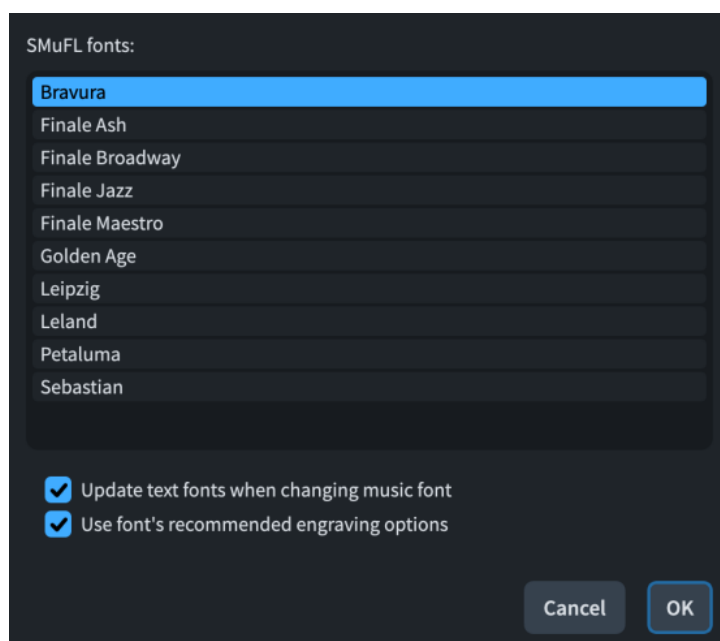 SMuFL fonts:
Bravura
Finale Ash
Finale Broadway
Finale Jazz
Finale Maestro
Golden Age
Leipzig
Leland
Petaluma
Sebastian
Update text fonts when changing music font
Use font's recommended engraving options
Cancel OK